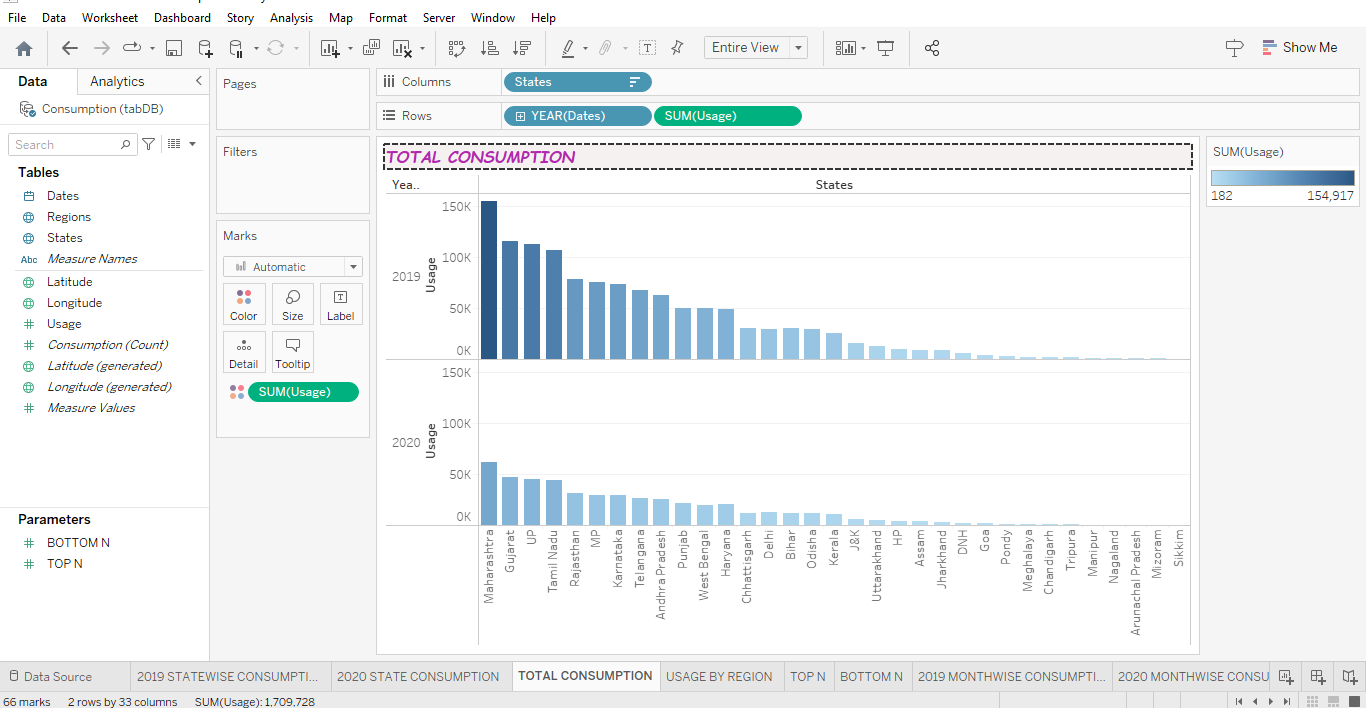 File Data Worksheet Dashboard Story Analysis Map Format Server Window Help
Entire View
Show Me
Data Analytics
Pages
Columns States
Consumption (tabDB)
Rows YEAR(Dates) SUM(Usage)
Search
Filters
TOTAL CONSUMPTION
SUM(Usage)
182 154,917
Tables
Dates
Regions
States
Abc Measure Names
Latitude
Longitude
Usage
Consumption (Count)
Latitude (generated)
Longitude (generated)
Measure Values
Marks
Automatic
Color Size Label
Detail Tooltip
SUM(Usage)
Yea.. States
150K
100K
50K
0K
2019
Usage
150K
100K
50K
0K
2020
Usage
Maharashtra
Gujarat
UP
Tamil Nadu
Rajasthan
MP
Karnataka
Telangana
Andhra Pradesh
Punjab
West Bengal
Haryana
Chhattisgarh
Delhi
Bihar
Odisha
Kerala
J&K
Uttarakhand
HP
Assam
Jharkhand
DNH
Goa
Pondy
Meghalaya
Chandigarh
Tripura
Manipur
Nagaland
Arunachal Pradesh
Mizoram
Sikkim
Parameters
BOTTOM N
TOP N
Data Source 2019 STATEWISE CONSUMPTI... 2020 STATE CONSUMPTION TOTAL CONSUMPTION USAGE BY REGION TOP N BOTTOM N 2019 MONTHWISE CONSUMPTI... 2020 MONTHWISE CONSU
66 marks 2 rows by 33 columns SUM(Usage): 1,709,728